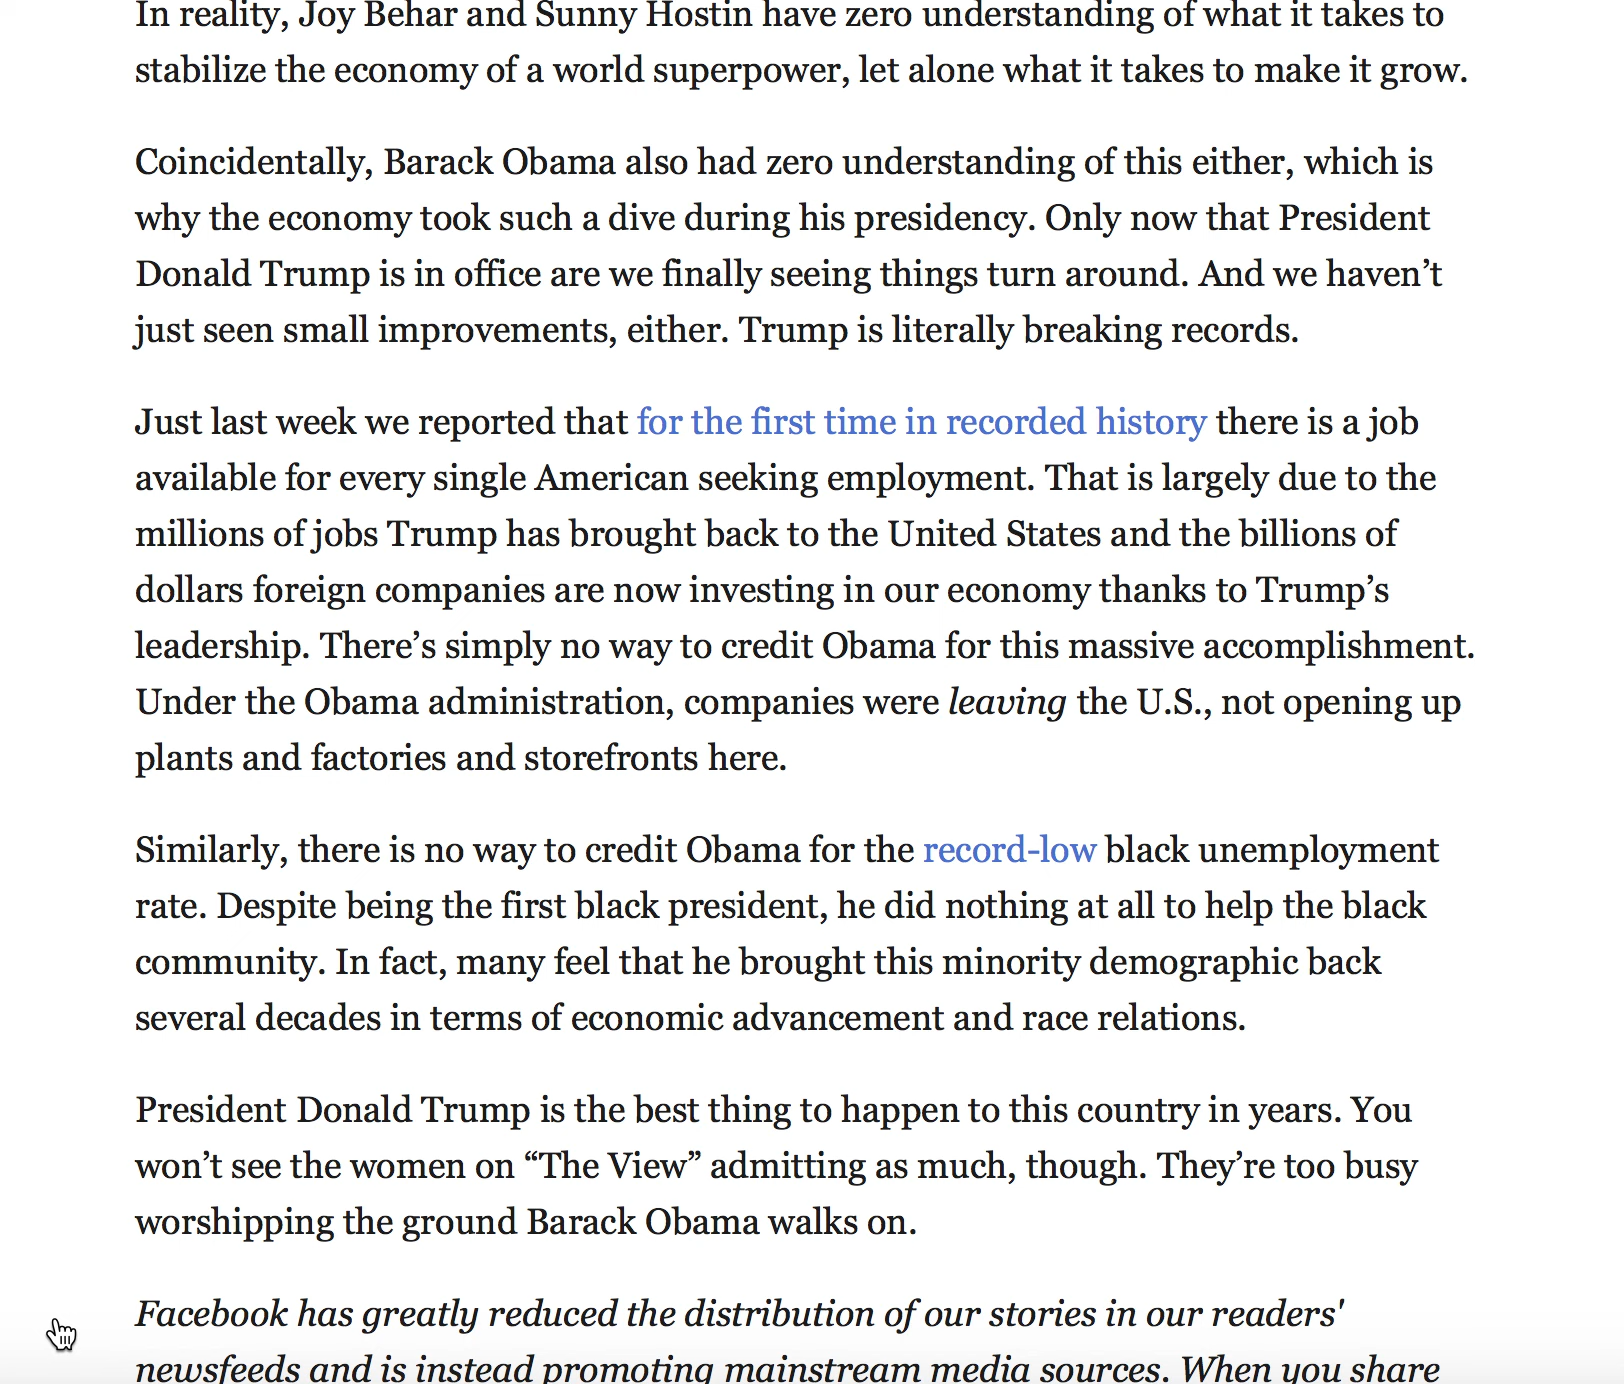 In reality, Joy Behar and Sunny Hostin have zero understanding of what it takes to
stabilize the economy of a world superpower, let alone what it takes to make it grow.
Coincidentally, Barack Obama also had zero understanding of this either, which is
why the economy took such a dive during his presidency. Only now that President
Donald Trump is in office are we finally seeing things turn around. And we haven’t
just seen small improvements, either. Trump is literally breaking records.
Just last week we reported that for the first time in recorded history there is a job
available for every single American seeking employment. That is largely due to the
millions of jobs Trump has brought back to the United States and the billions of
dollars foreign companies are now investing in our economy thanks to Trump’s
leadership. There’s simply no way to credit Obama for this massive accomplishment.
Under the Obama administration, companies were leaving the U.S., not opening up
plants and factories and storefronts here.
Similarly, there is no way to credit Obama for the record-low black unemployment
rate. Despite being the first black president, he did nothing at all to help the black
community. In fact, many feel that he brought this minority demographic back
several decades in terms of economic advancement and race relations.
President Donald Trump is the best thing to happen to this country in years. You
won’t see the women on “The View” admitting as much, though. They’re too busy
worshipping the ground Barack Obama walks on.
Facebook has greatly reduced the distribution of our stories in our readers'
newsfeeds and is instead promoting mainstream media sources. When you share